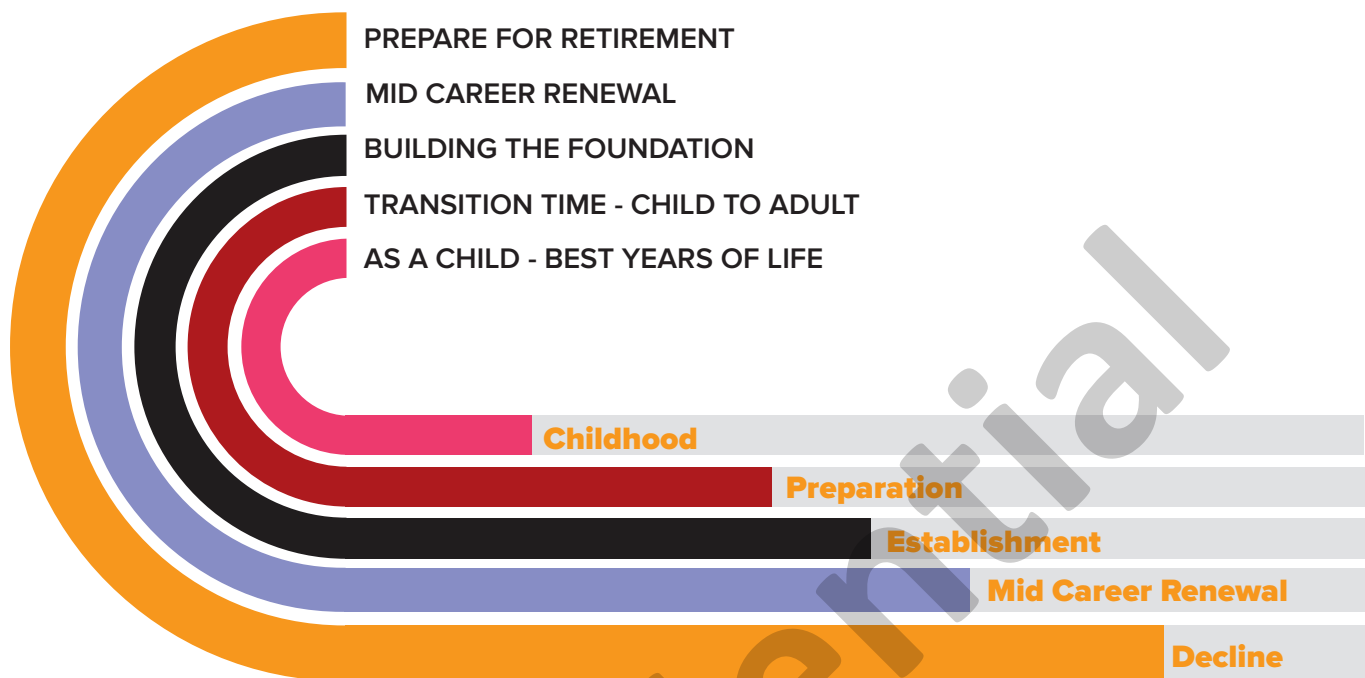 PREPARE FOR RETIREMENT
MID CAREER RENEWAL
BUILDING THE FOUNDATION
TRANSITION TIME - CHILD TO ADULT
AS A CHILD - BEST YEARS OF LIFE
Childhood
Preparation
Establishment
Mid Career Renewal
Decline
ential